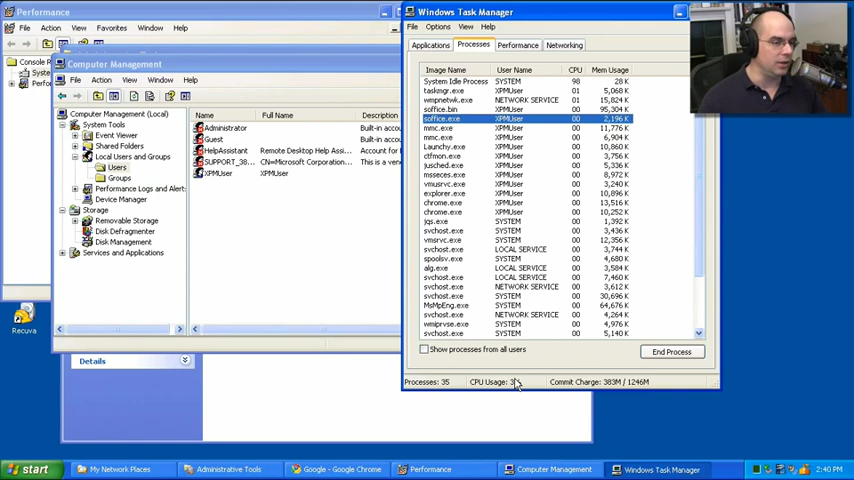 Performance
File Action View Favorites Window Help
Console R
Syste
Perfo
Computer Management
File Action View Window Help
Computer Management (Local)
System Tools
Event Viewer
Shared Folders
Local Users and Groups
Users
Groups
Performance Logs and Alert:
Device Manager
Storage
Removable Storage
Disk Defragmenter
Disk Management
Services and Applications
Name Full Name Description
Administrator Built-in accou
Guest Built-in accou
HelpAssistant Remote Desktop Help Assi... Account for l
SUPPORT_38... CN=Microsoft Corporation... This is a ven
XPMUser XPMUser
Recuva
Details
Windows Task Manager
File Options View Help
Applications Processes Performance Networking
Image Name User Name CPU Mem Usage
System Idle Process SYSTEM 98 28 K
taskmgr.exe XPMUser 01 5,068 K
wmpnetwk.exe NETWORK SERVICE 01 15,824 K
soffice.bin XPMUser 00 95,304 K
soffice.exe XPMUser 00 2,196 K
mmc.exe XPMUser 00 11,776 K
mmc.exe XPMUser 00 6,904 K
Launchy.exe XPMUser 00 10,860 K
ctfmon.exe XPMUser 00 3,756 K
jusched.exe XPMUser 00 5,336 K
msseces.exe XPMUser 00 8,972 K
vmusrvc.exe XPMUser 00 3,240 K
explorer.exe XPMUser 00 10,896 K
chrome.exe XPMUser 00 13,516 K
chrome.exe XPMUser 00 10,252 K
jqs.exe SYSTEM 00 1,392 K
svchost.exe SYSTEM 00 3,436 K
vmsrvc.exe SYSTEM 00 12,356 K
svchost.exe LOCAL SERVICE 00 3,744 K
spoolsv.exe SYSTEM 00 4,680 K
alg.exe LOCAL SERVICE 00 3,584 K
svchost.exe LOCAL SERVICE 00 7,460 K
svchost.exe NETWORK SERVICE 00 3,612 K
svchost.exe SYSTEM 00 30,696 K
MsMpEng.exe SYSTEM 00 64,676 K
svchost.exe NETWORK SERVICE 00 4,264 K
wmiprvse.exe SYSTEM 00 4,976 K
svchost.exe SYSTEM 00 5,140 K
Show processes from all users
End Process
Processes: 35 CPU Usage: Commit Charge: 383M / 1246M
start My Network Places Administrative Tools Google - Google Chrome Performance Computer Management Windows Task Manager 2:40 PM